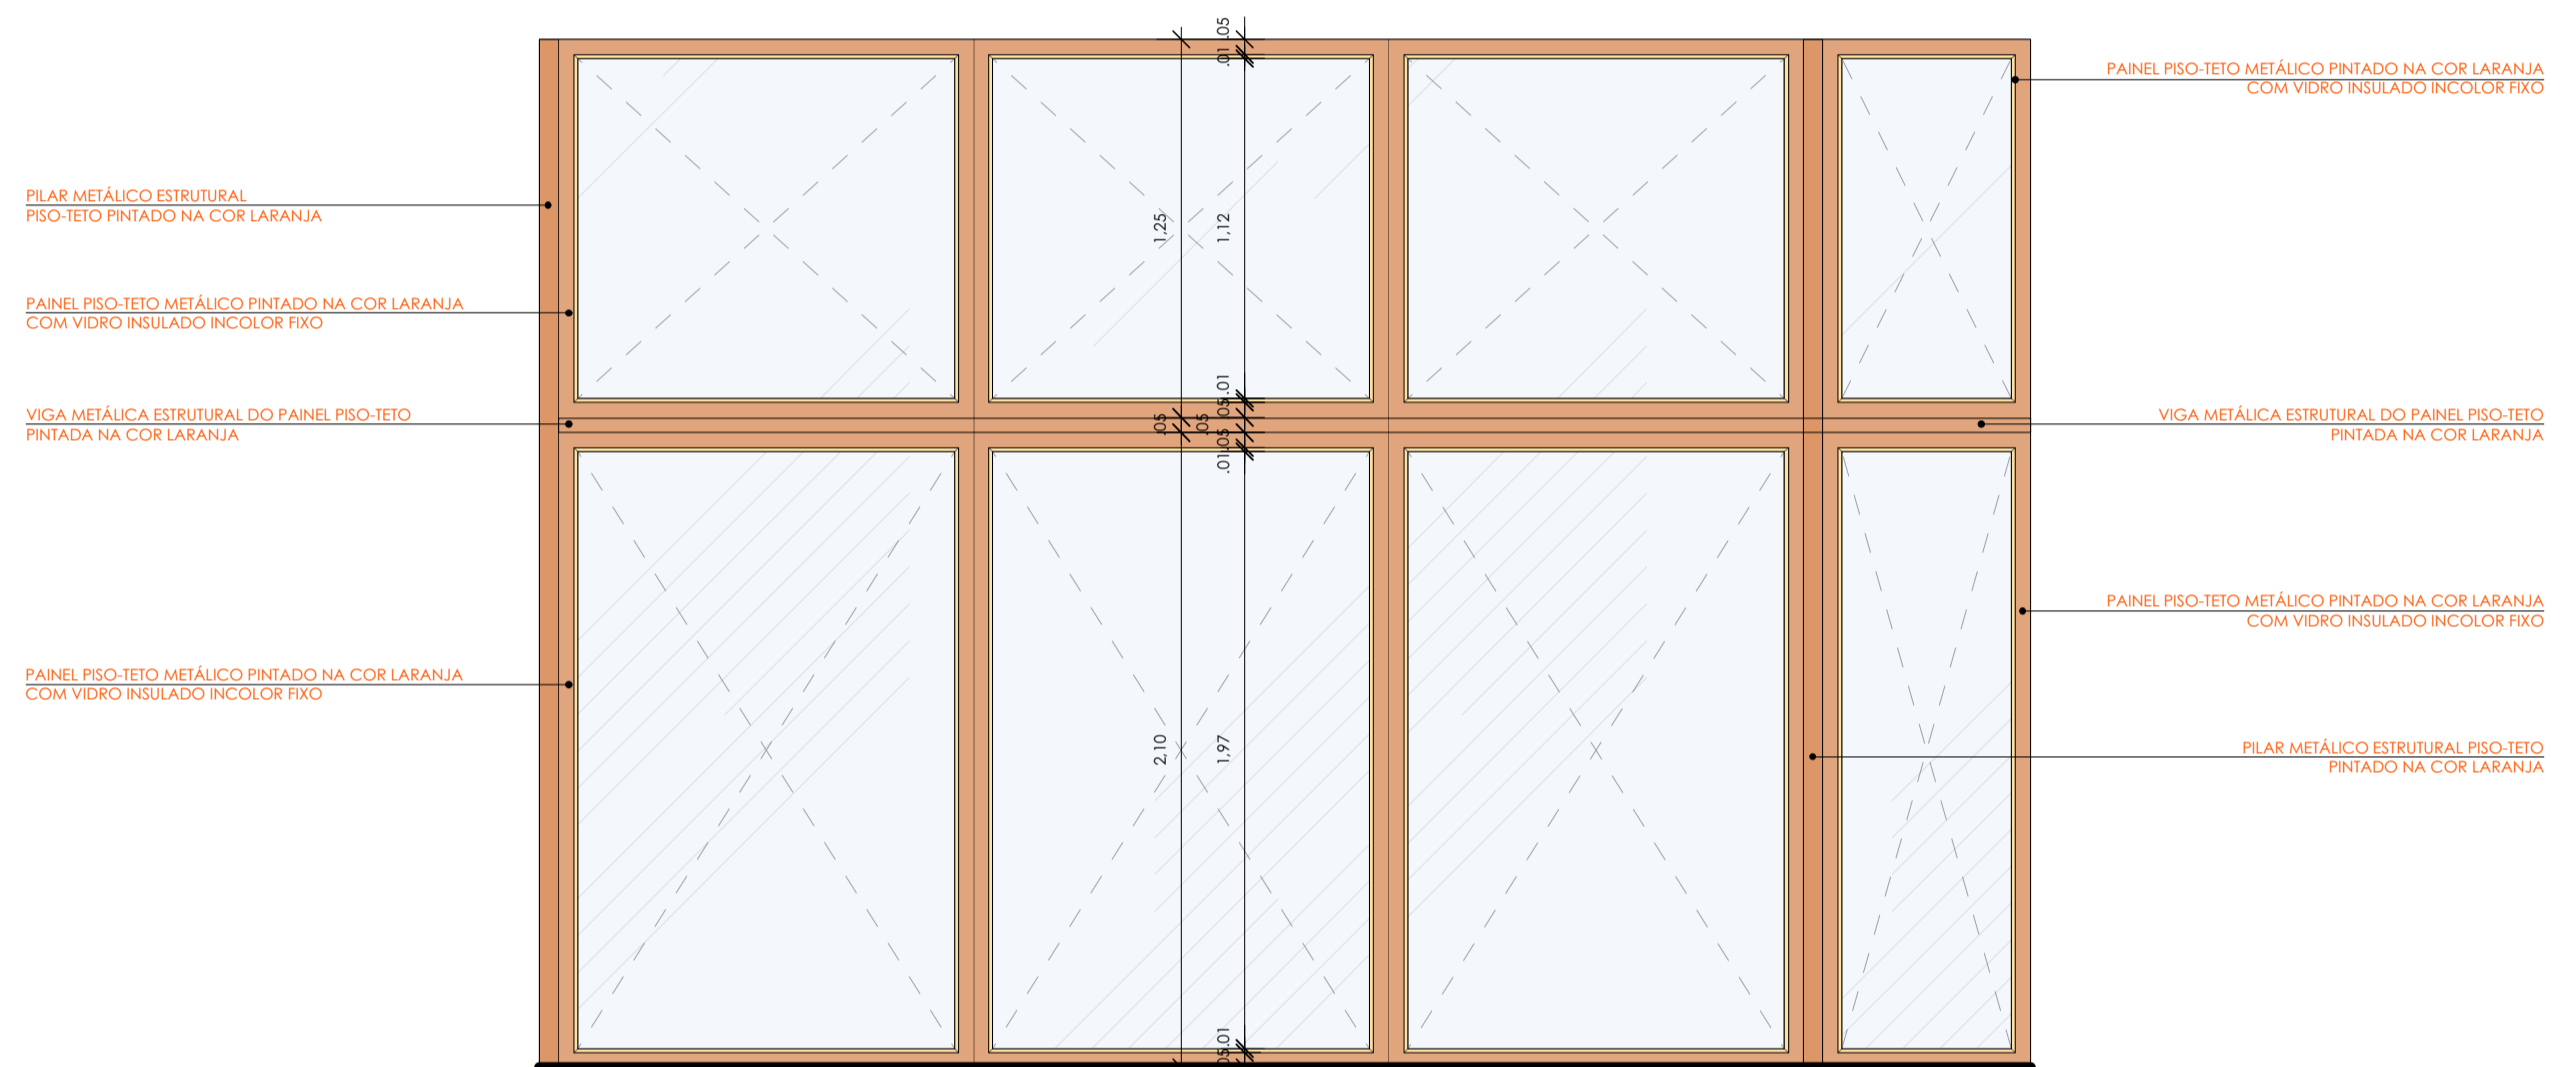 PILAR METÁLICO ESTRUTURAL
PISO-TETO PINTADO NA COR LARANJA
PAINEL PISO-TETO METÁLICO PINTADO NA COR LARANJA
COM VIDRO INSULADO INCOLOR FIXO
VIGA METÁLICA ESTRUTURAL DO PAINEL PISO-TETO
PINTADA NA COR LARANJA
PAINEL PISO-TETO METÁLICO PINTADO NA COR LARANJA
COM VIDRO INSULADO INCOLOR FIXO
.05
.01
1,25
1,12
.01
.05
.05
.05
.05
.01
2,10
1,97
.01
.05
PAINEL PISO-TETO METÁLICO PINTADO NA COR LARANJA
COM VIDRO INSULADO INCOLOR FIXO
VIGA METÁLICA ESTRUTURAL DO PAINEL PISO-TETO
PINTADA NA COR LARANJA
PAINEL PISO-TETO METÁLICO PINTADO NA COR LARANJA
COM VIDRO INSULADO INCOLOR FIXO
PILAR METÁLICO ESTRUTURAL PISO-TETO
PINTADO NA COR LARANJA